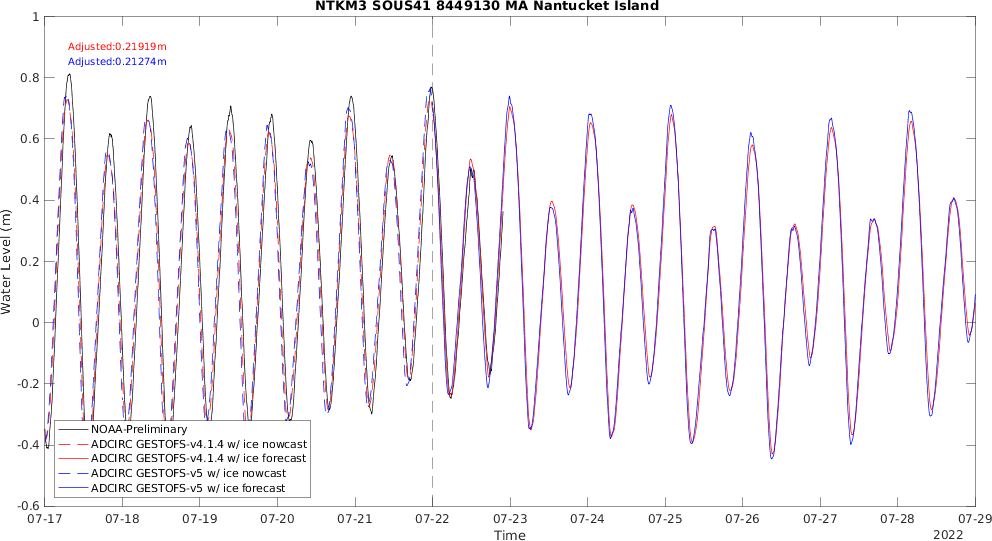 NTKM3 SOUS41 8449130 MA Nantucket Island
Adjusted:0.21919m
Adjusted:0.21274m
1
0.8
0.6
0.4
0.2
0
-0.2
-0.4
-0.6
Water Level (m)
NOAA-Preliminary
ADCIRC GESTOFS-v4.1.4 w/ ice nowcast
ADCIRC GESTOFS-v4.1.4 w/ ice forecast
ADCIRC GESTOFS-v5 w/ ice nowcast
ADCIRC GESTOFS-v5 w/ ice forecast
07-17 07-18 07-19 07-20 07-21 07-22 07-23 07-24 07-25 07-26 07-27 07-28 07-29
Time
2022